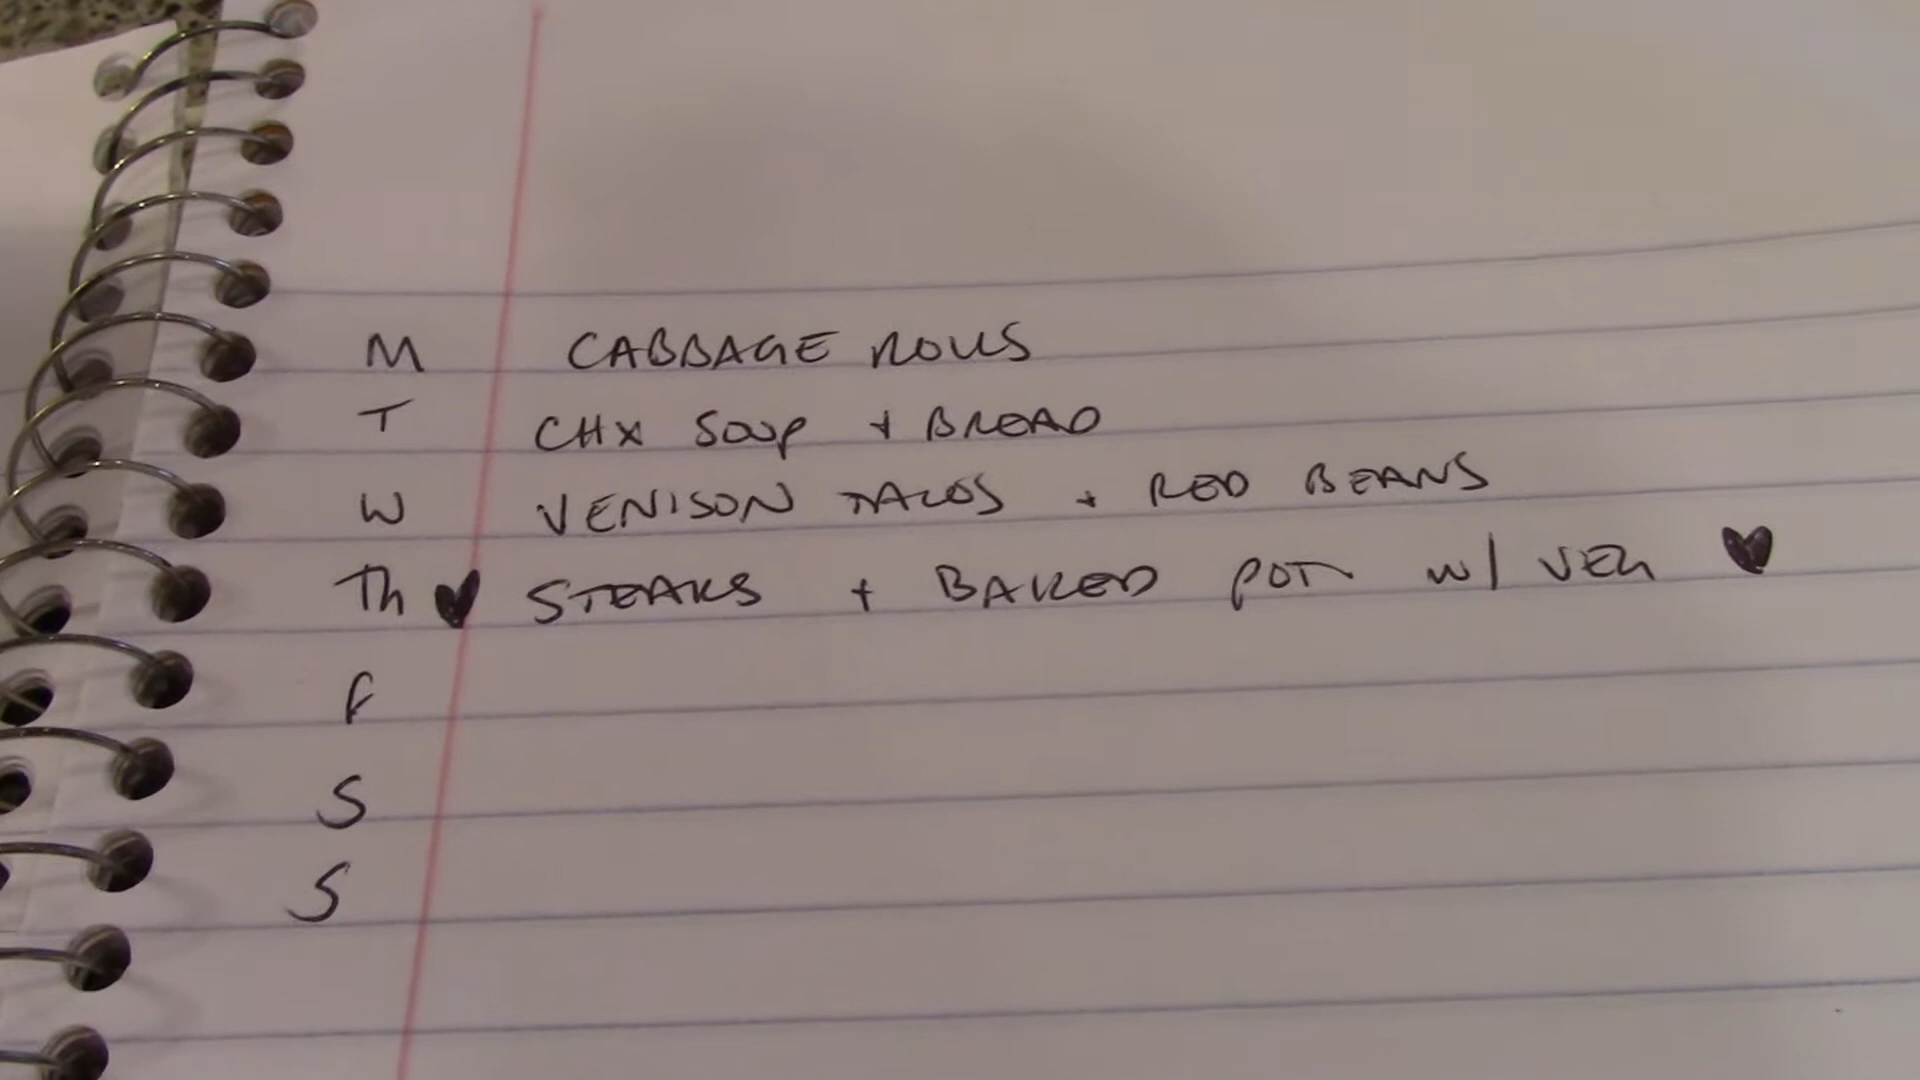 M CABBAGE ROLLS
T CHX SOUP + BREAD
W VENISON TACOS + RED BEANS
Th ♥ STEAKS + BAKED POT. w/ VEG ♥
F
S
S